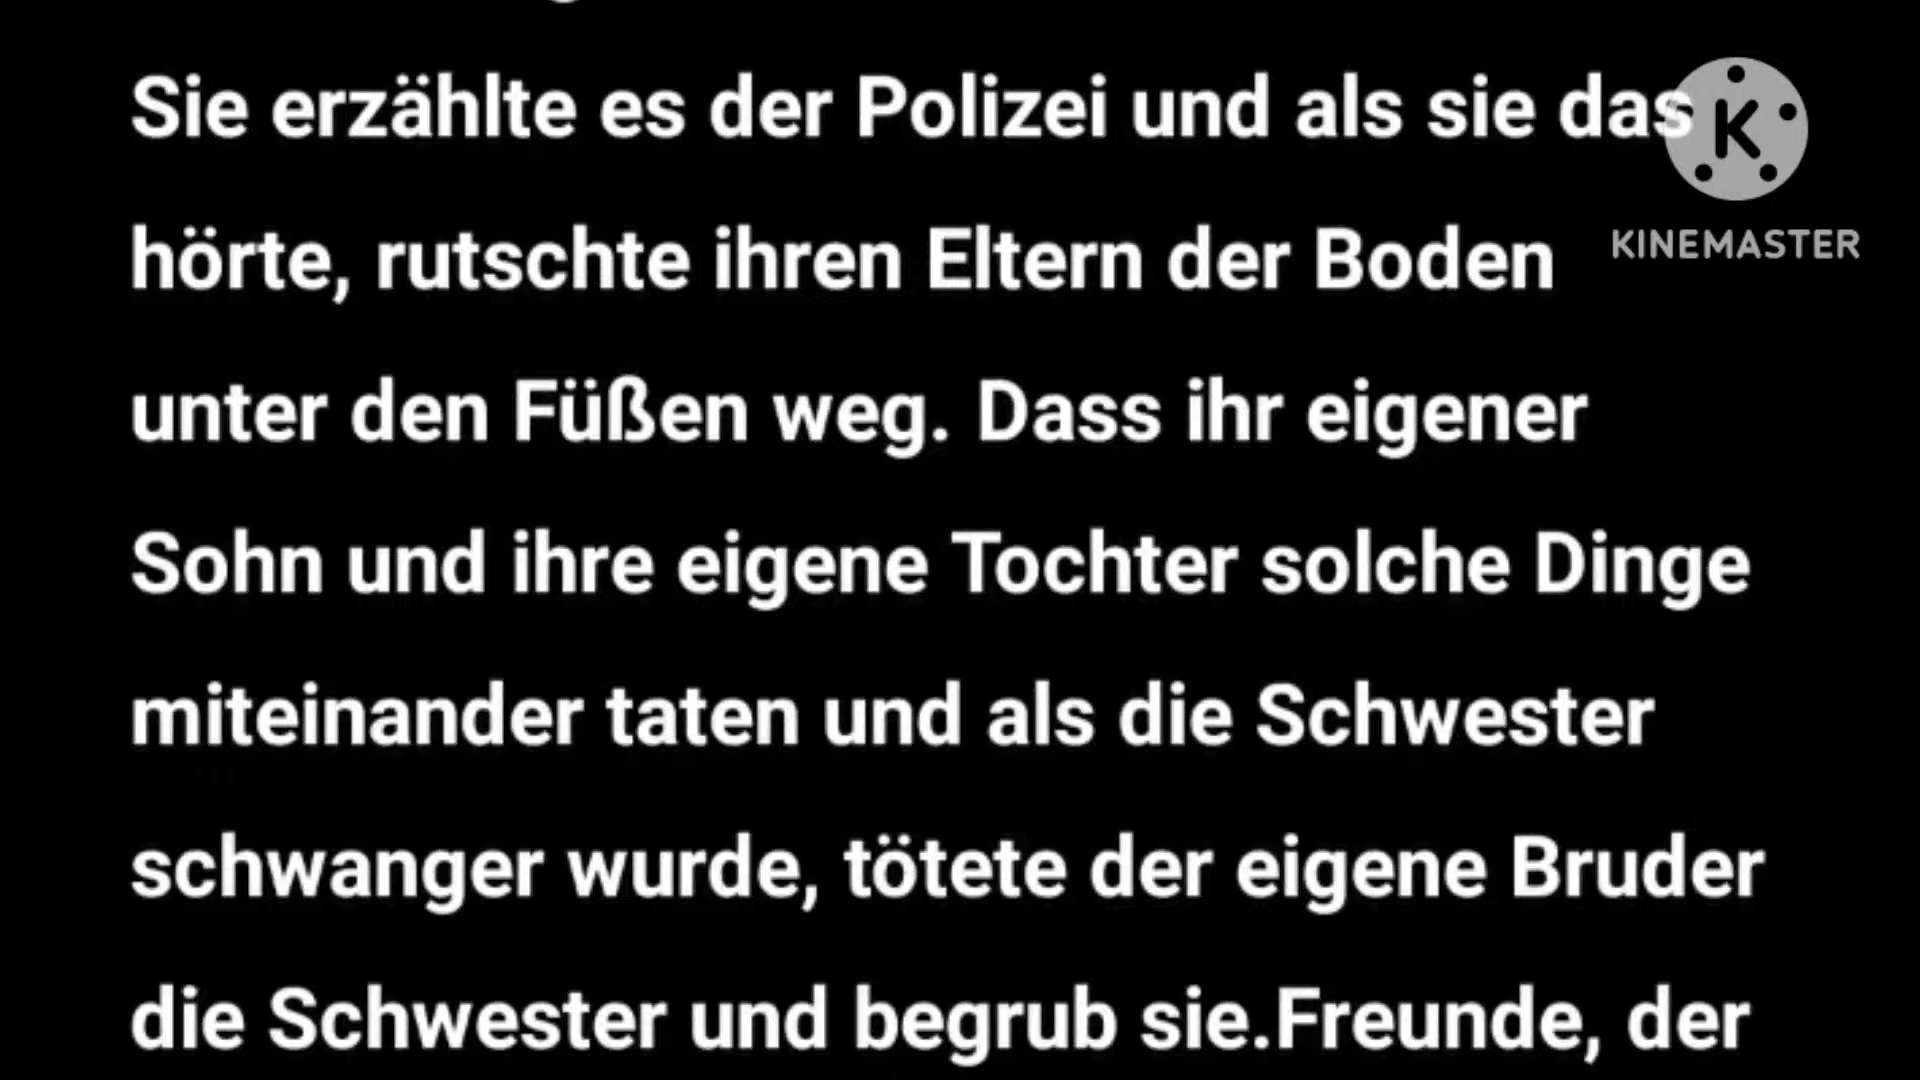 Sie erzählte es der Polizei und als sie das
hörte, rutschte ihren Eltern der Boden
unter den Füßen weg. Dass ihr eigener
Sohn und ihre eigene Tochter solche Dinge
miteinander taten und als die Schwester
schwanger wurde, tötete der eigene Bruder
die Schwester und begrub sie.Freunde, der
K
KINEMASTER